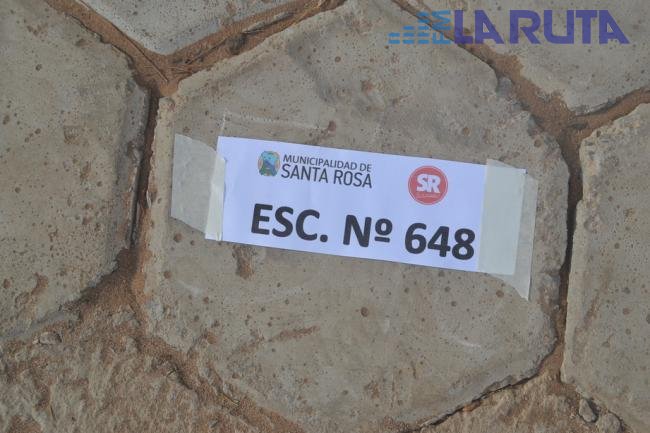 LA RUTA
MUNICIPALIDAD DE
SANTA ROSA
SR
ESC. Nº 648